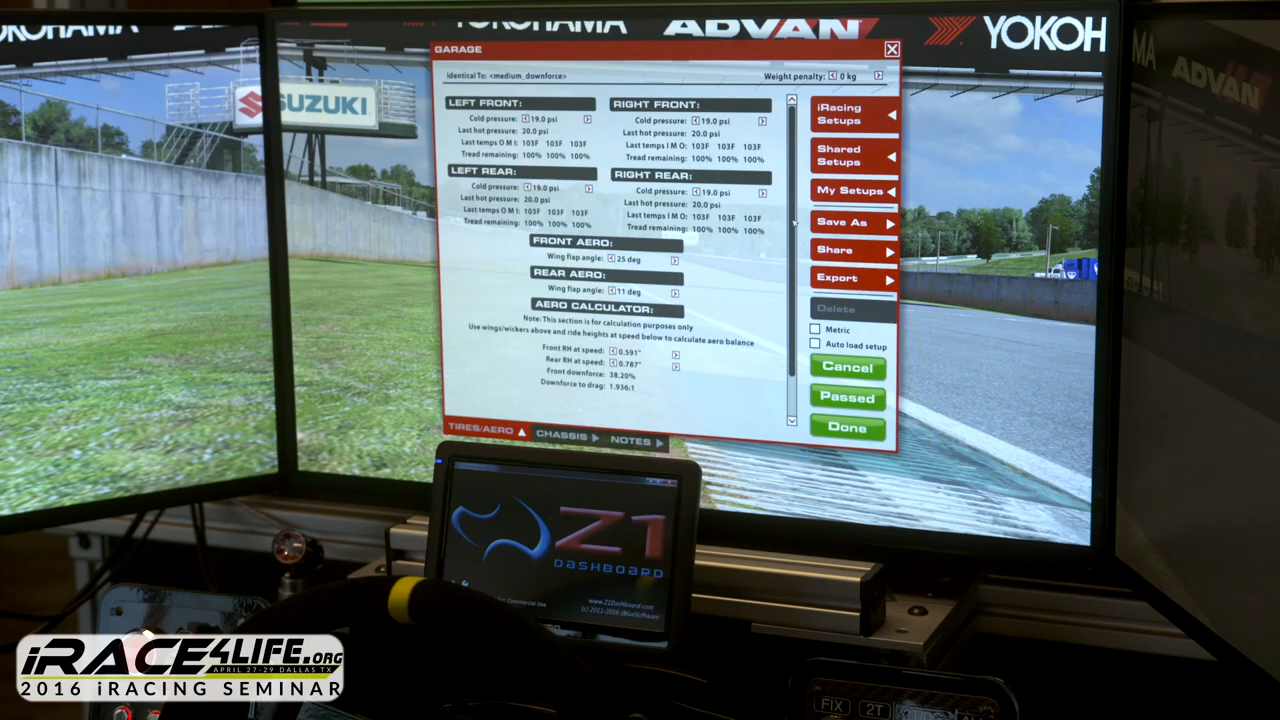 YOKOHAMA
YOKOHAMA
ADVAN
YOKOH
MA
ADVAN
SUZUKI
GARAGE
Identical To: <medium_downforce>
Weight penalty: 0 kg
LEFT FRONT:
Cold pressure: 19.0 psi
Last hot pressure: 20.0 psi
Last temps O M I: 103F 103F 103F
Tread remaining: 100% 100% 100%
RIGHT FRONT:
Cold pressure: 19.0 psi
Last hot pressure: 20.0 psi
Last temps I M O: 103F 103F 103F
Tread remaining: 100% 100% 100%
LEFT REAR:
Cold pressure: 19.0 psi
Last hot pressure: 20.0 psi
Last temps O M I: 103F 103F 103F
Tread remaining: 100% 100% 100%
RIGHT REAR:
Cold pressure: 19.0 psi
Last hot pressure: 20.0 psi
Last temps I M O: 103F 103F 103F
Tread remaining: 100% 100% 100%
FRONT AERO:
Wing flap angle: 25 deg
REAR AERO:
Wing flap angle: 11 deg
AERO CALCULATOR:
Note: This section is for calculation purposes only
Use wings/wickers above and ride heights at speed below to calculate aero balance
Front RH at speed: 0.591"
Rear RH at speed: 0.787"
Front downforce: 38.20%
Downforce to drag: 1.936:1
iRacing
Setups
Shared
Setups
My Setups
Save As
Share
Export
Delete
Metric
Auto load setup
Cancel
Passed
Done
TIRES/AERO
CHASSIS
NOTES
Z1
DASHBOARD
Commercial Site
www.Z1Dashboard.com
(c) 2011-2016 zBlueSoftware
FIX
2T
iRACE4LIFE.ORG
APRIL 27-29 DALLAS TX
2016 iRACING SEMINAR